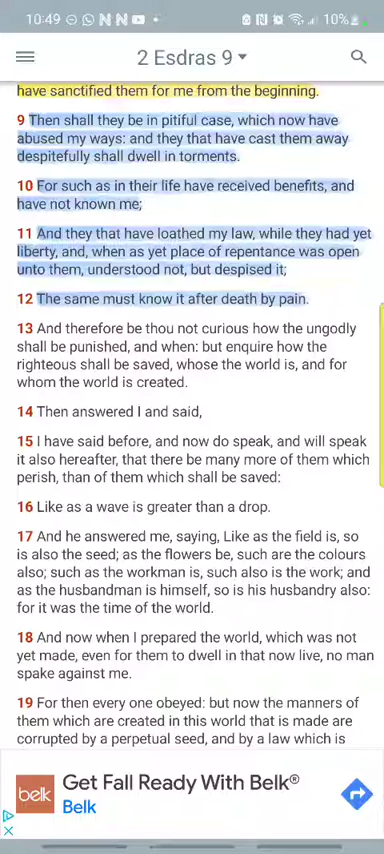 10:49
10%
2 Esdras 9
have sanctified them for me from the beginning.
9 Then shall they be in pitiful case, which now have
abused my ways: and they that have cast them away
despitefully shall dwell in torments.
10 For such as in their life have received benefits, and
have not known me;
11 And they that have loathed my law, while they had yet
liberty, and, when as yet place of repentance was open
unto them, understood not, but despised it;
12 The same must know it after death by pain.
13 And therefore be thou not curious how the ungodly
shall be punished, and when: but enquire how the
righteous shall be saved, whose the world is, and for
whom the world is created.
14 Then answered I and said,
15 I have said before, and now do speak, and will speak
it also hereafter, that there be many more of them which
perish, than of them which shall be saved:
16 Like as a wave is greater than a drop.
17 And he answered me, saying, Like as the field is, so
is also the seed; as the flowers be, such are the colours
also; such as the workman is, such also is the work; and
as the husbandman is himself, so is his husbandry also:
for it was the time of the world.
18 And now when I prepared the world, which was not
yet made, even for them to dwell in that now live, no man
spake against me.
19 For then every one obeyed: but now the manners of
them which are created in this world that is made are
corrupted by a perpetual seed, and by a law which is
belk
Get Fall Ready With Belk®
Belk